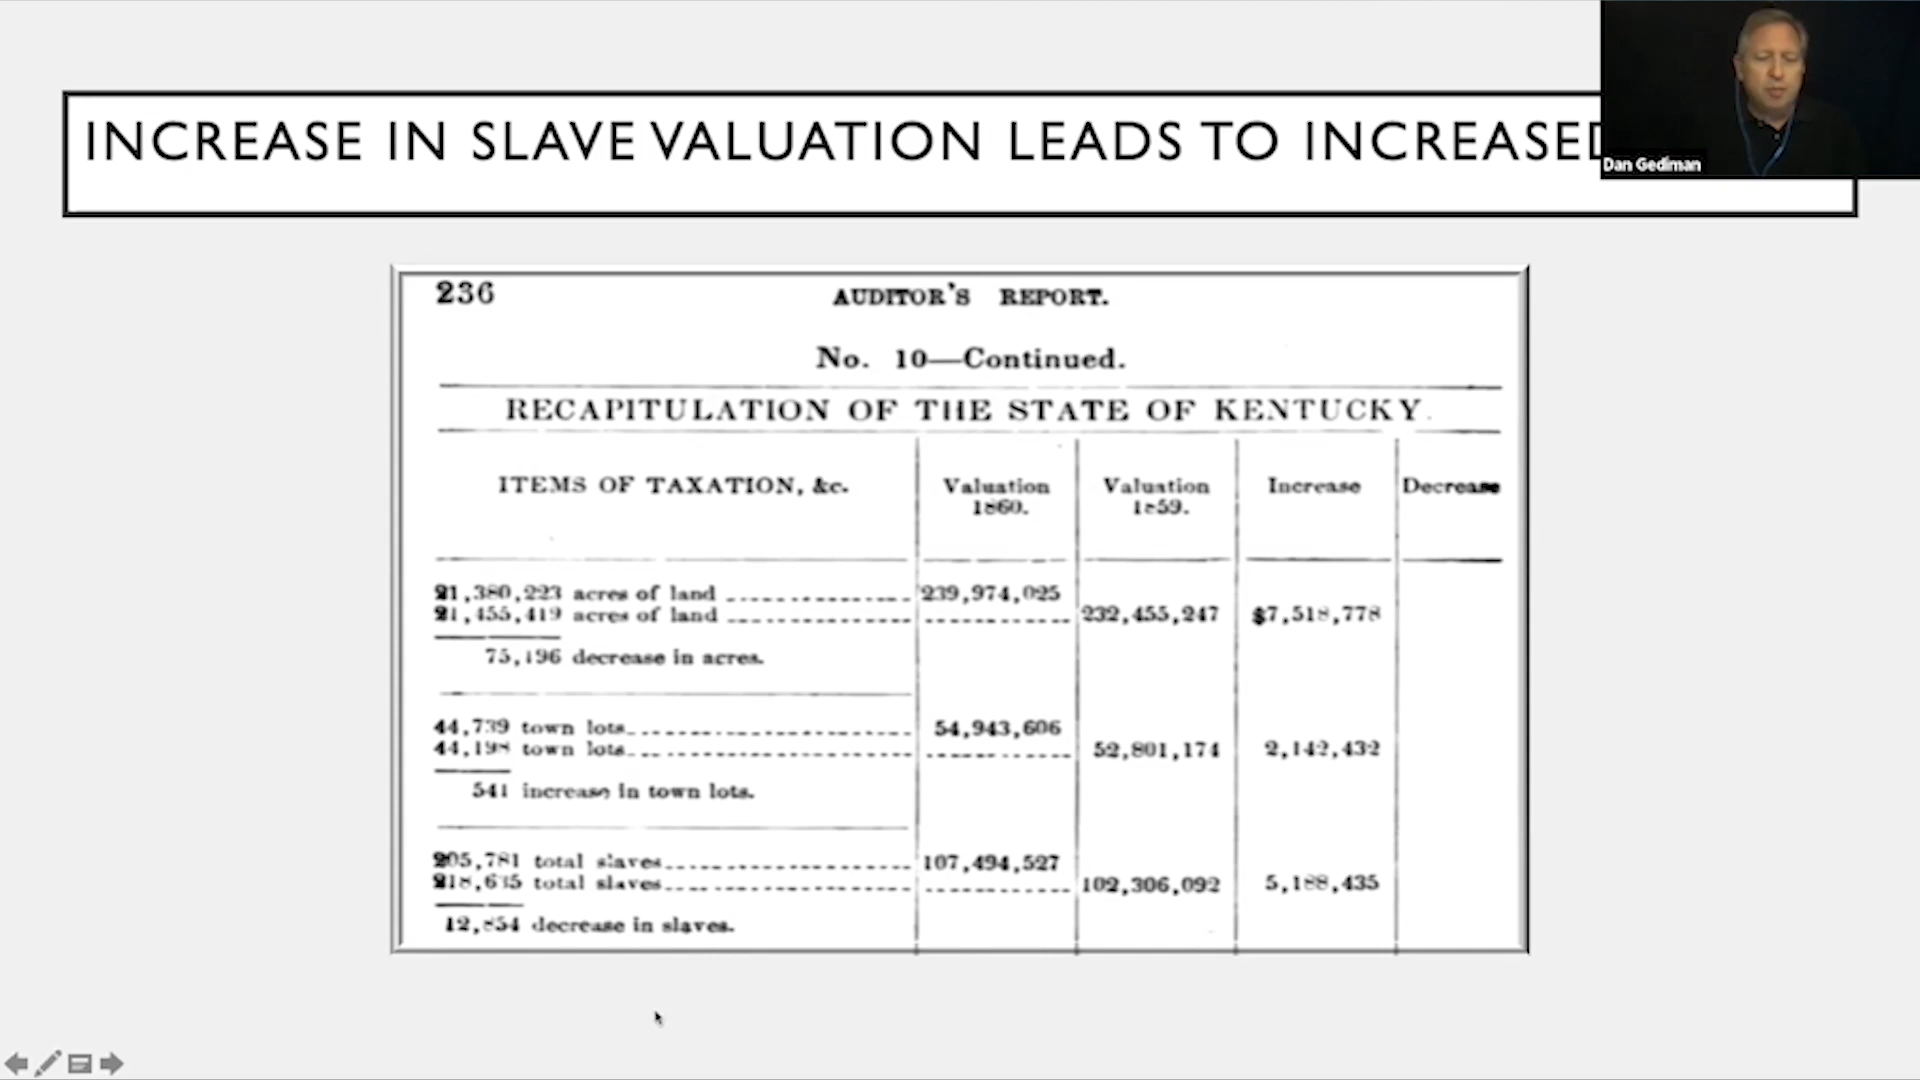 INCREASE IN SLAVE VALUATION LEADS TO INCREASED
Dan Gediman
236 AUDITOR'S REPORT.
No. 10—Continued.
RECAPITULATION OF THE STATE OF KENTUCKY.
ITEMS OF TAXATION, &c. Valuation 1860. Valuation 1859. Increase Decrease
21,380,223 acres of land 239,974,025
21,455,419 acres of land 232,455,247 $7,518,778
75,196 decrease in acres.
44,739 town lots 54,943,606
44,198 town lots 52,801,174 2,142,432
541 increase in town lots.
205,781 total slaves 107,494,527
218,635 total slaves 102,306,092 5,188,435
12,854 decrease in slaves.